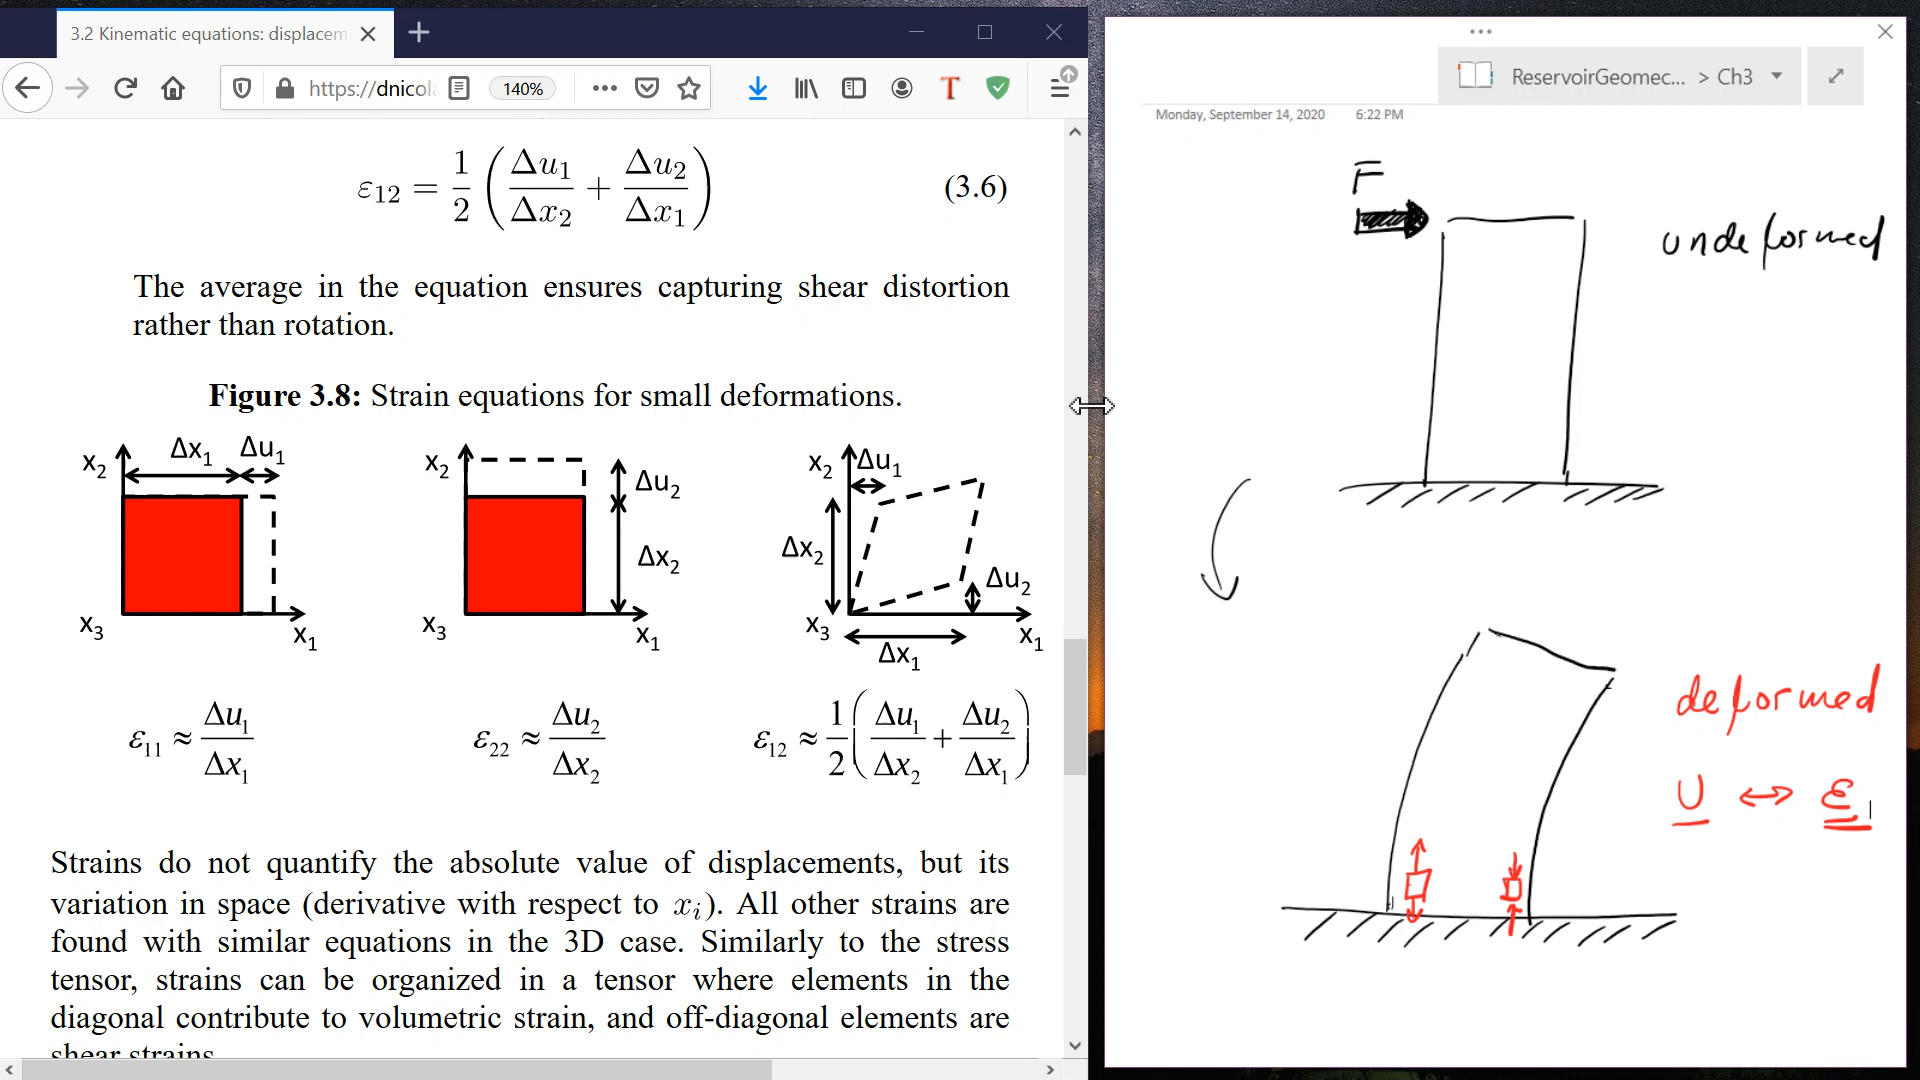 3.2 Kinematic equations: displacem
https://dnicola
140%
ε12 = 1/2 (Δu1/Δx2 + Δu2/Δx1) (3.6)
The average in the equation ensures capturing shear distortion
rather than rotation.
Figure 3.8: Strain equations for small deformations.
x2 Δx1 Δu1
x3 x1
x2 Δu2
Δx2
x3 x1
x2 Δu1
Δx2
Δu2
x3 x1
Δx1
ε11 ≈ Δu1/Δx1
ε22 ≈ Δu2/Δx2
ε12 ≈ 1/2 (Δu1/Δx2 + Δu2/Δx1)
Strains do not quantify the absolute value of displacements, but its
variation in space (derivative with respect to xi). All other strains are
found with similar equations in the 3D case. Similarly to the stress
tensor, strains can be organized in a tensor where elements in the
diagonal contribute to volumetric strain, and off-diagonal elements are
shear strains
ReservoirGeomec... > Ch3
Monday, September 14, 2020 6:22 PM
F
undeformed
deformed
U ↔ ε